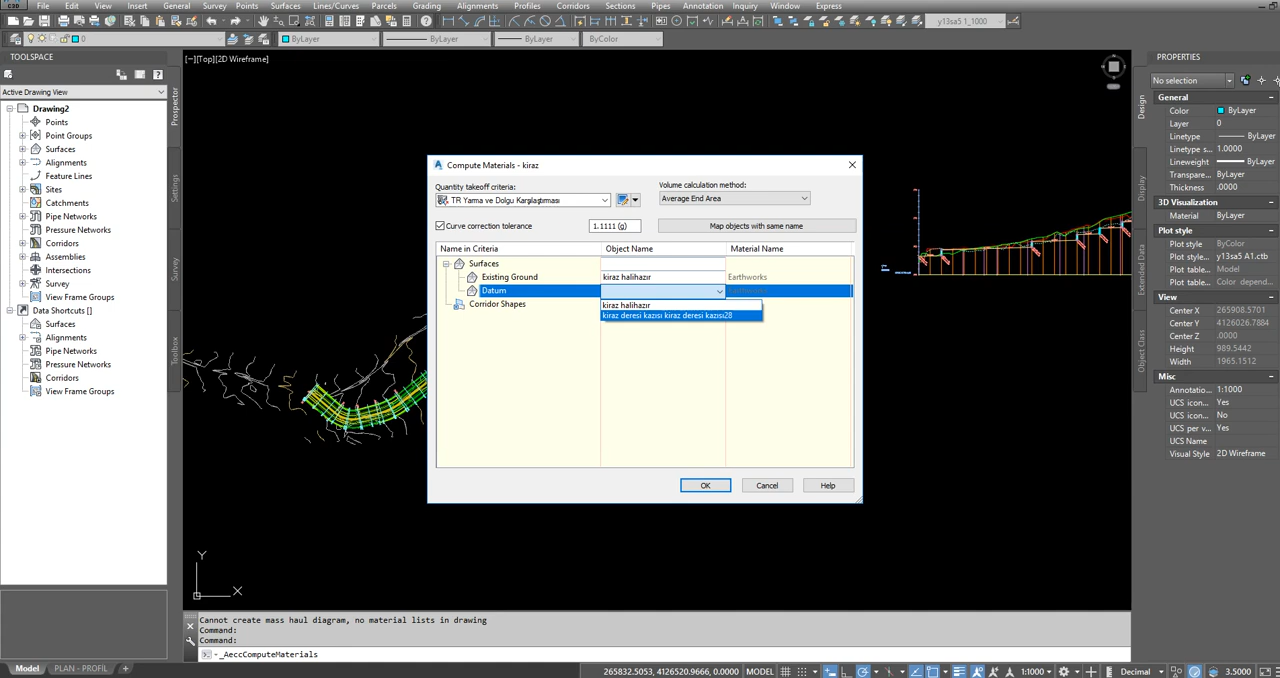 File Edit View Insert General Survey Points Surfaces Lines/Curves Parcels Grading Alignments Profiles Corridors Sections Pipes Annotation Inquiry Window Express
C3D
y13sa5 1_1000
0
ByLayer ByLayer ByLayer ByColor
TOOLSPACE
Active Drawing View
Drawing2
Points
Point Groups
Surfaces
Alignments
Feature Lines
Sites
Catchments
Pipe Networks
Pressure Networks
Corridors
Assemblies
Intersections
Survey
View Frame Groups
Data Shortcuts []
Surfaces
Alignments
Pipe Networks
Pressure Networks
Corridors
View Frame Groups
Prospector
Settings
Survey
Toolbox
[−][Top][2D Wireframe]
Compute Materials - kiraz
Quantity takeoff criteria:
TR Yarma ve Dolgu Karşılaştırması
Volume calculation method:
Average End Area
Curve correction tolerance
1.1111 (g)
Map objects with same name
Name in Criteria Object Name Material Name
Surfaces
Existing Ground kiraz halihazır Earthworks
Datum Earthworks
Corridor Shapes
kiraz halihazır
kiraz deresi kazısı kiraz deresi kazısı28
OK Cancel Help
Y
X
Cannot create mass haul diagram, no material lists in drawing
Command:
Command:
_AeccComputeMaterials
Model PLAN - PROFİL +
265832.5053, 4126520.9666, 0.0000 MODEL 1:1000 Decimal 3.5000
PROPERTIES
No selection
Design
Display
Extended Data
Object Class
General
Color ByLayer
Layer 0
Linetype ByLayer
Linetype s... 1.0000
Lineweight ByLayer
Transpare... ByLayer
Thickness .0000
3D Visualization
Material ByLayer
Plot style
Plot style ByColor
Plot style... y13sa5 A1.ctb
Plot table... Model
Plot table... Color depend...
View
Center X 265908.5701
Center Y 4126026.7884
Center Z .0000
Height 989.5442
Width 1965.1512
Misc
Annotatio... 1:1000
UCS icon... Yes
UCS icon... No
UCS per v... Yes
UCS Name
Visual Style 2D Wireframe